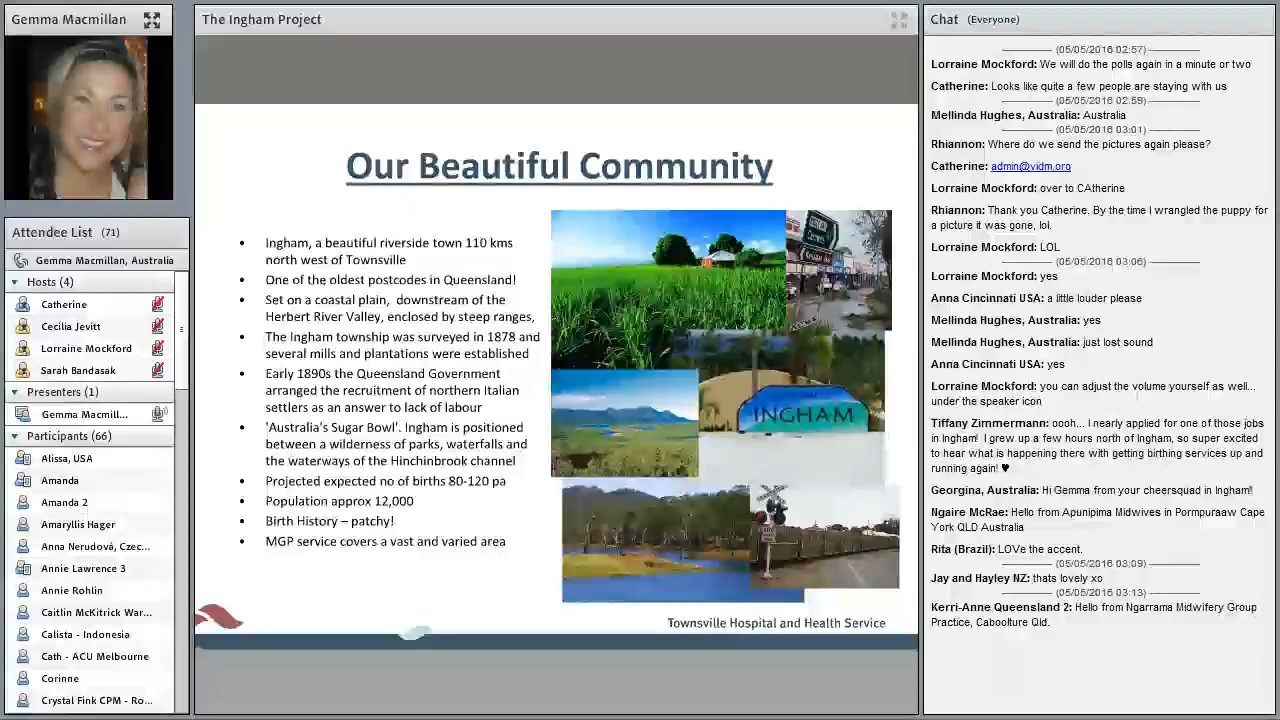 Gemma Macmillan
The Ingham Project
Chat (Everyone)
Attendee List (71)
Gemma Macmillan, Australia
Hosts (4)
Catherine
Cecilia Jevitt
Lorraine Mockford
Sarah Bandasak
Presenters (1)
Gemma Macmill...
Participants (66)
Alissa, USA
Amanda
Amanda 2
Amaryllis Hager
Anna Nerudová, Czec...
Annie Lawrence 3
Annie Rohlin
Caitlin McKitrick War...
Calista - Indonesia
Cath - ACU Melbourne
Corinne
Crystal Fink CPM - Ro...
Our Beautiful Community
• Ingham, a beautiful riverside town 110 kms
north west of Townsville
• One of the oldest postcodes in Queensland!
• Set on a coastal plain, downstream of the
Herbert River Valley, enclosed by steep ranges,
• The Ingham township was surveyed in 1878 and
several mills and plantations were established
• Early 1890s the Queensland Government
arranged the recruitment of northern Italian
settlers as an answer to lack of labour
• 'Australia's Sugar Bowl'. Ingham is positioned
between a wilderness of parks, waterfalls and
the waterways of the Hinchinbrook channel
• Projected expected no of births 80-120 pa
• Population approx 12,000
• Birth History – patchy!
• MGP service covers a vast and varied area
INGHAM
Townsville Hospital and Health Service
(05/05/2016 02:57)
Lorraine Mockford: We will do the polls again in a minute or two
Catherine: Looks like quite a few people are staying with us
(05/05/2016 02:59)
Mellinda Hughes, Australia: Australia
(05/05/2016 03:01)
Rhiannon: Where do we send the pictures again please?
Catherine: admin@vidm.org
Lorraine Mockford: over to CAtherine
Rhiannon: Thank you Catherine. By the time I wrangled the puppy for
a picture it was gone, lol.
Lorraine Mockford: LOL
(05/05/2016 03:06)
Lorraine Mockford: yes
Anna Cincinnati USA: a little louder please
Mellinda Hughes, Australia: yes
Mellinda Hughes, Australia: just lost sound
Anna Cincinnati USA: yes
Lorraine Mockford: you can adjust the volume yourself as well...
under the speaker icon
Tiffany Zimmermann: oooh... I nearly applied for one of those jobs
in Ingham! I grew up a few hours north of Ingham, so super excited
to hear what is happening there with getting birthing services up and
running again! ♥
Georgina, Australia: Hi Gemma from your cheersquad in Ingham!
Ngaire McRae: Hello from Apunipima Midwives in Pormpuraaw Cape
York QLD Australia
Rita (Brazil): LOVe the accent.
(05/05/2016 03:09)
Jay and Hayley NZ: thats lovely xo
(05/05/2016 03:13)
Kerri-Anne Queensland 2: Hello from Ngarrama Midwifery Group
Practice, Caboolture Qld.